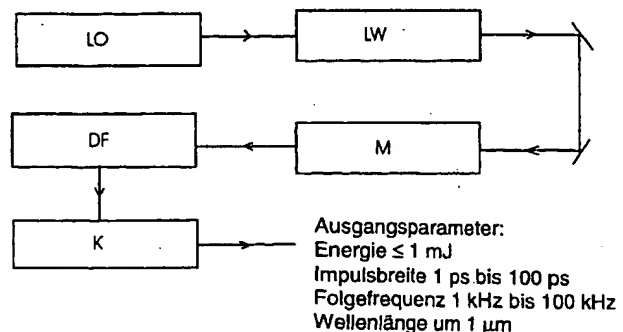 LO
LW
DF
M
K
Ausgangsparameter:
Energie ≤ 1 mJ
Impulsbreite 1 ps bis 100 ps
Folgefrequenz 1 kHz bis 100 kHz
Wellenlänge um 1 µm